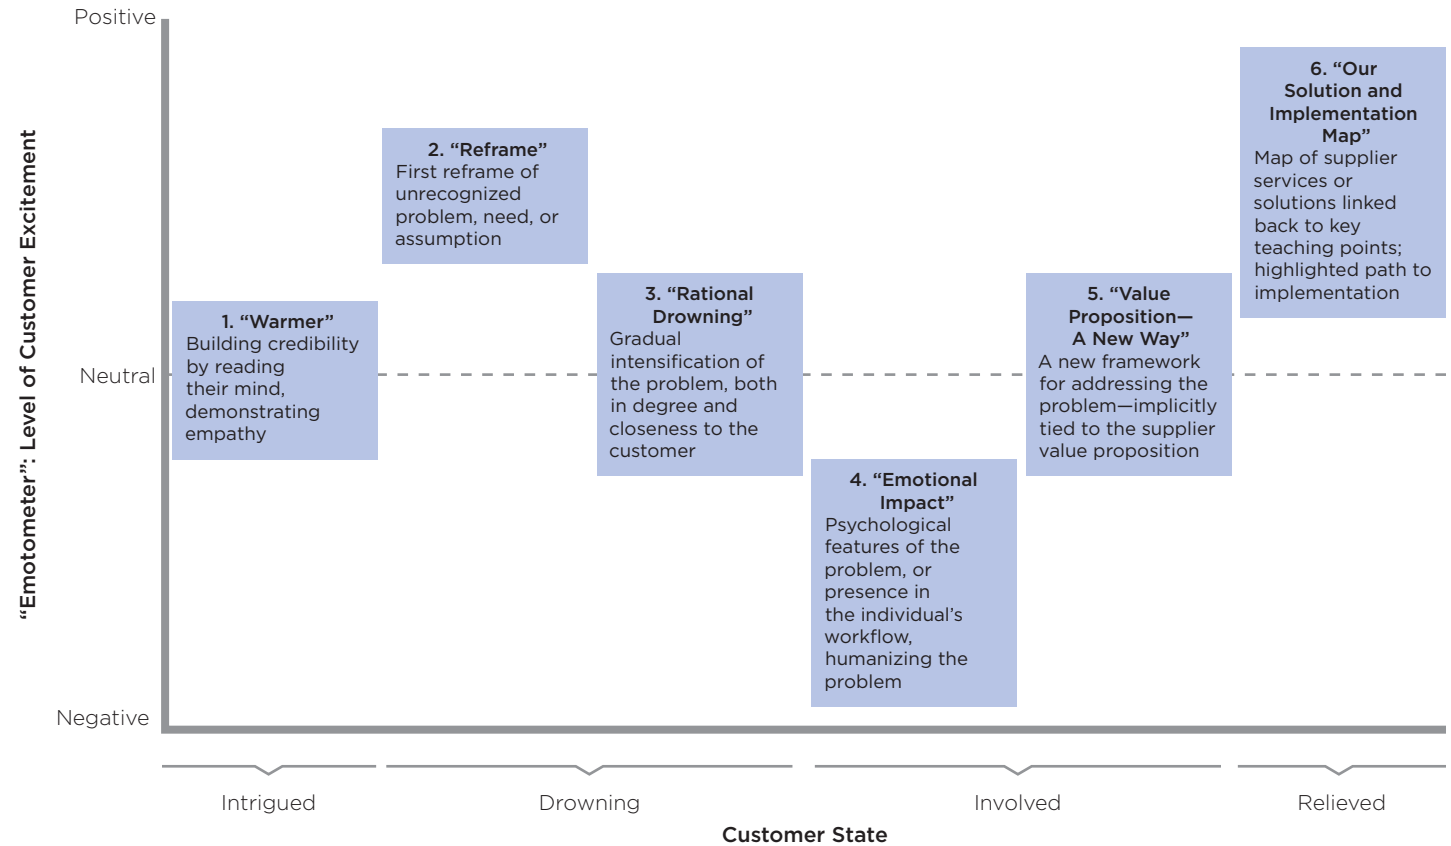 Positive
"Emotometer": Level of Customer Excitement
Neutral
Negative
1. “Warmer”
Building credibility
by reading
their mind,
demonstrating
empathy
2. “Reframe”
First reframe of
unrecognized
problem, need, or
assumption
3. “Rational
Drowning”
Gradual
intensification of
the problem, both
in degree and
closeness to the
customer
4. “Emotional
Impact”
Psychological
features of the
problem, or
presence in
the individual’s
workflow,
humanizing the
problem
5. “Value
Proposition—
A New Way”
A new framework
for addressing the
problem—implicitly
tied to the supplier
value proposition
6. “Our
Solution and
Implementation
Map”
Map of supplier
services or
solutions linked
back to key
teaching points;
highlighted path to
implementation
Intrigued
Drowning
Involved
Relieved
Customer State